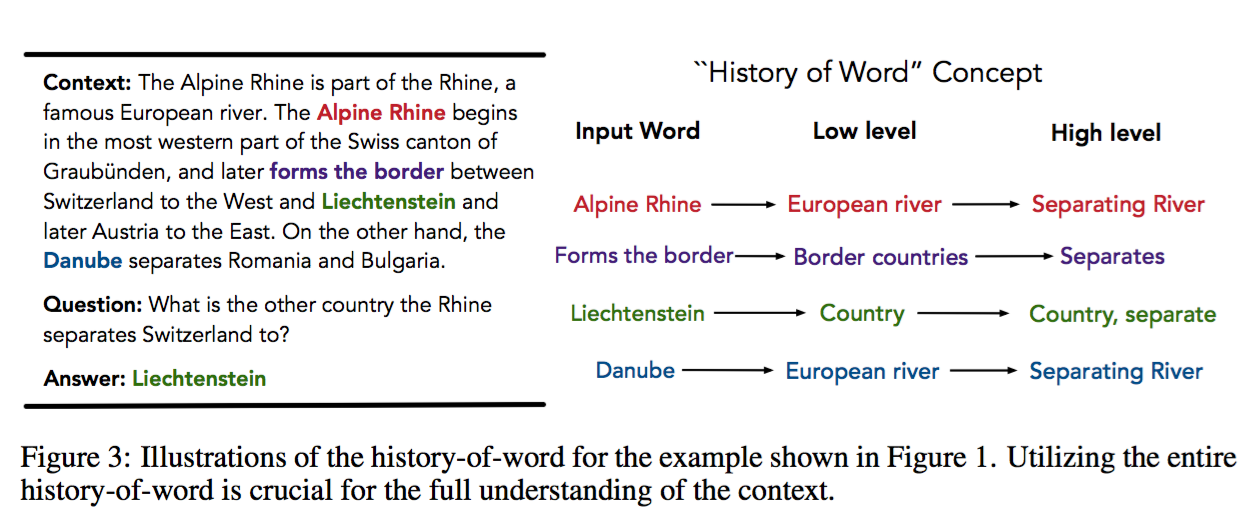 Context: The Alpine Rhine is part of the Rhine, a
famous European river. The Alpine Rhine begins
in the most western part of the Swiss canton of
Graubünden, and later forms the border between
Switzerland to the West and Liechtenstein and
later Austria to the East. On the other hand, the
Danube separates Romania and Bulgaria.
Question: What is the other country the Rhine
separates Switzerland to?
Answer: Liechtenstein
``History of Word” Concept
Input Word Low level High level
Alpine Rhine European river Separating River
Forms the border Border countries Separates
Liechtenstein Country Country, separate
Danube European river Separating River
Figure 3: Illustrations of the history-of-word for the example shown in Figure 1. Utilizing the entire
history-of-word is crucial for the full understanding of the context.